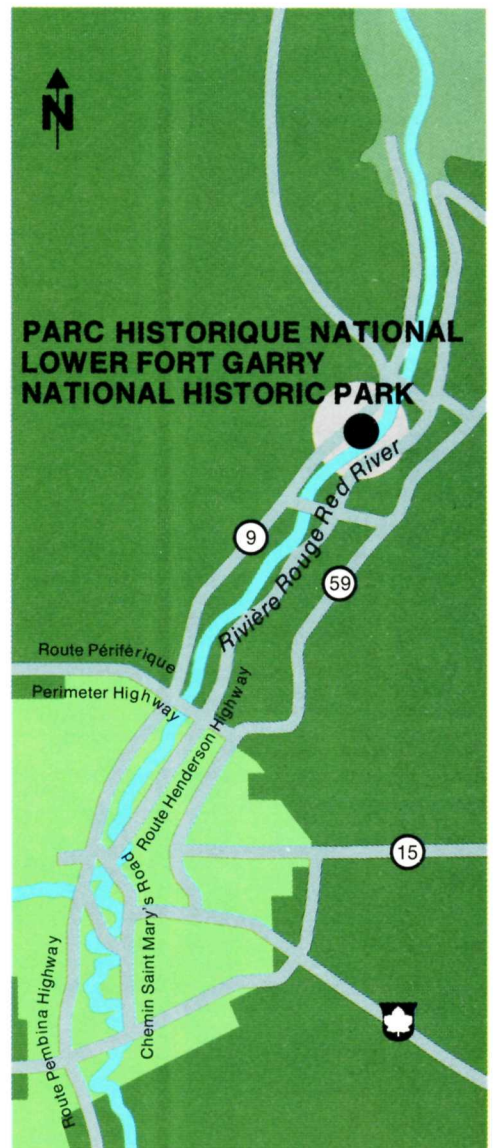 N
PARC HISTORIQUE NATIONAL
LOWER FORT GARRY
NATIONAL HISTORIC PARK
Rivière Rouge Red River
9
59
Route Périférique
Perimeter Highway
Route Henderson Highway
15
Chemin Saint Mary's Road
Route Pembina Highway